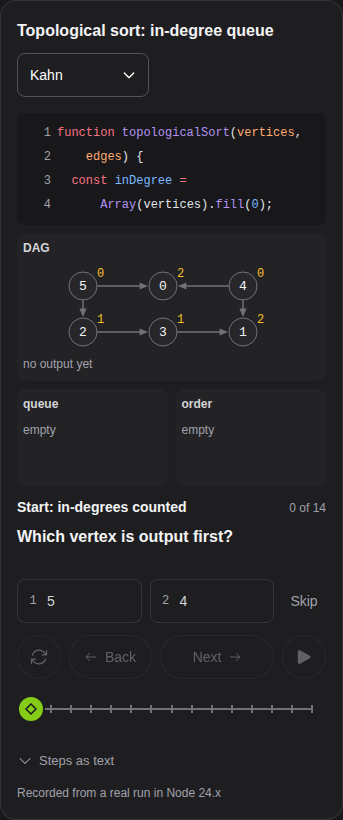 Topological sort: in-degree queue
Kahn
1 function topologicalSort(vertices,
2 edges) {
3 const inDegree =
4 Array(vertices).fill(0);
DAG
0 2 0
5 0 4
1 1 2
2 3 1
no output yet
queue order
empty empty
Start: in-degrees counted 0 of 14
Which vertex is output first?
1 5 2 4 Skip
← Back Next →
Steps as text
Recorded from a real run in Node 24.x